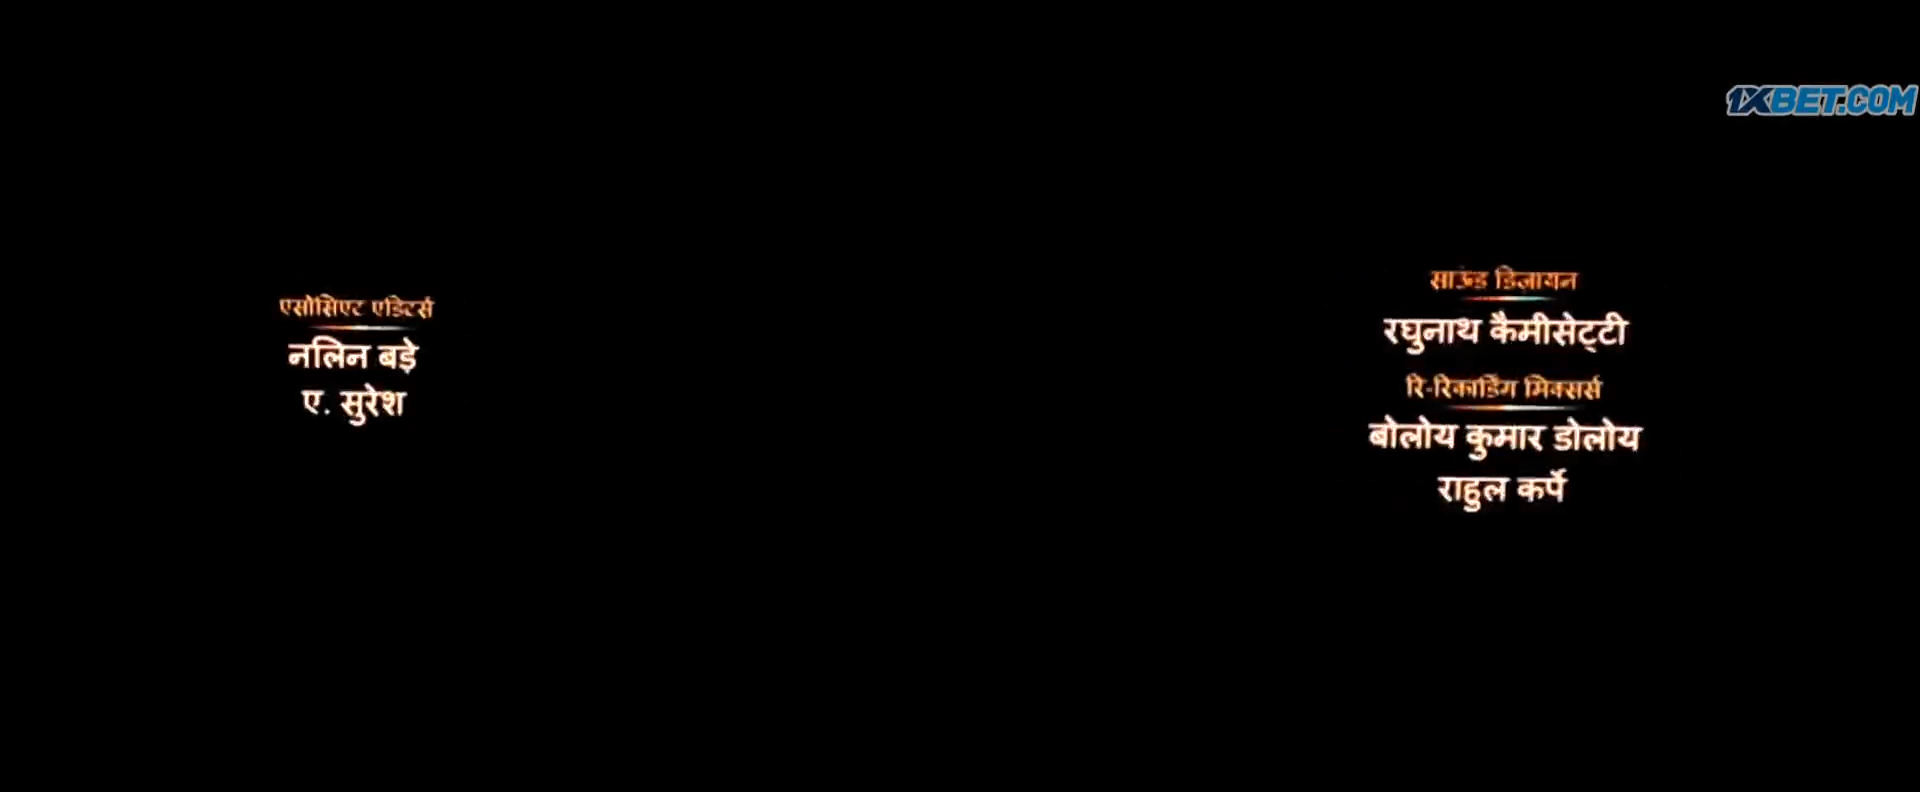 1XBET.COM
एसोसिएट एडिटर्स
नलिन बड़े
ए. सुरेश
साऊंड डिज़ायन
रघुनाथ कैमीसेट्टी
रि-रिकार्डिंग मिक्सर्स
बोलोय कुमार डोलोय
राहुल कर्पे